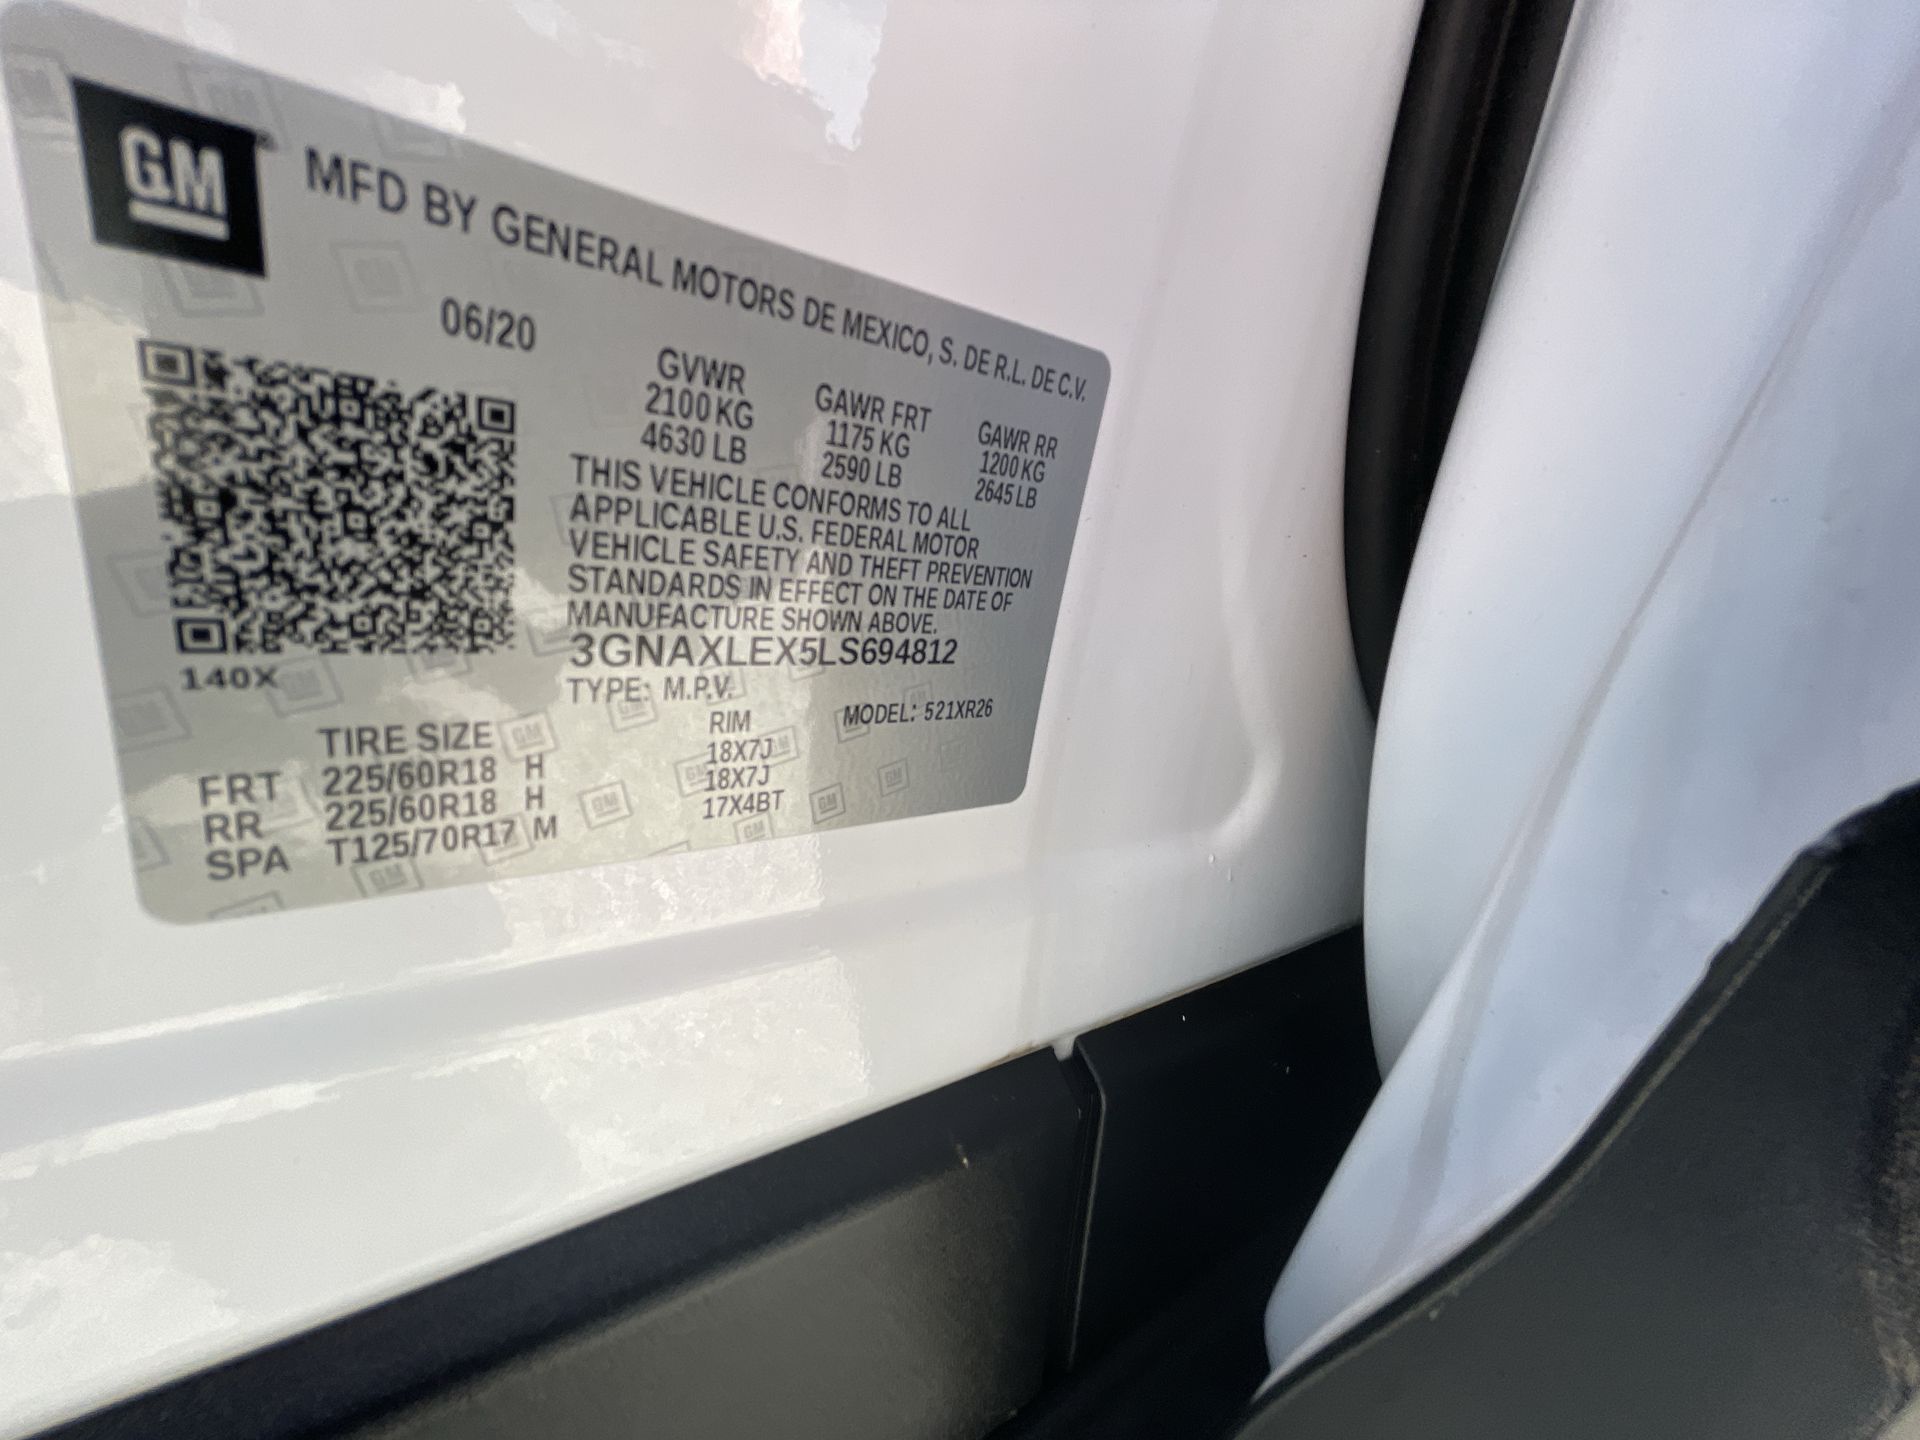 GM
MFD BY GENERAL MOTORS DE MEXICO, S. DE R.L. DE C.V.
06/20
GVWR GAWR FRT GAWR RR
2100 KG 1175 KG 1200 KG
4630 LB 2590 LB 2645 LB
THIS VEHICLE CONFORMS TO ALL
APPLICABLE U.S. FEDERAL MOTOR
VEHICLE SAFETY AND THEFT PREVENTION
STANDARDS IN EFFECT ON THE DATE OF
MANUFACTURE SHOWN ABOVE.
3GNAXLEX5LS694812
140X
TYPE: M.P.V.
MODEL: 521XR26
TIRE SIZE RIM
FRT 225/60R18 H 18X7J
RR 225/60R18 H 18X7J
SPA T125/70R17 M 17X4BT